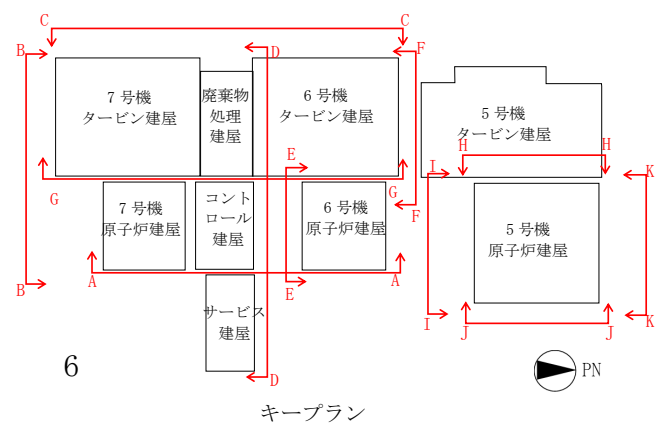 C
C
B
D
F
7 号機
タービン建屋
廃棄物
処理
建屋
6 号機
タービン建屋
5 号機
タービン建屋
E
H
H
I
K
G
G
F
7 号機
原子炉建屋
コント
ロール
建屋
6 号機
原子炉建屋
5 号機
原子炉建屋
A
A
B
E
I
J
J
K
サービス
建屋
D
6
PN
キープラン